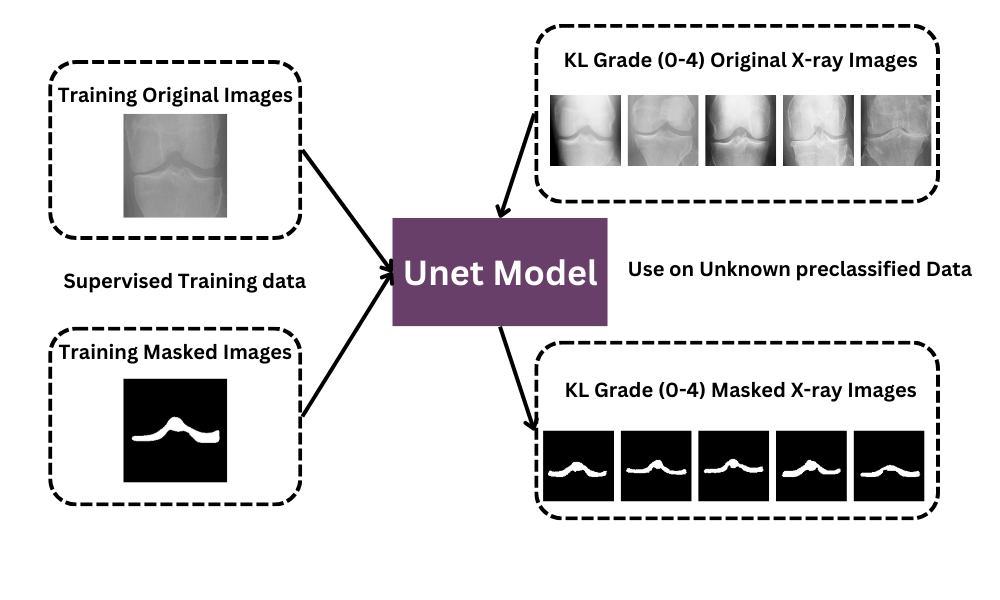 Training Original Images
Supervised Training data
Training Masked Images
Unet Model
KL Grade (0-4) Original X-ray Images
Use on Unknown preclassified Data
KL Grade (0-4) Masked X-ray Images